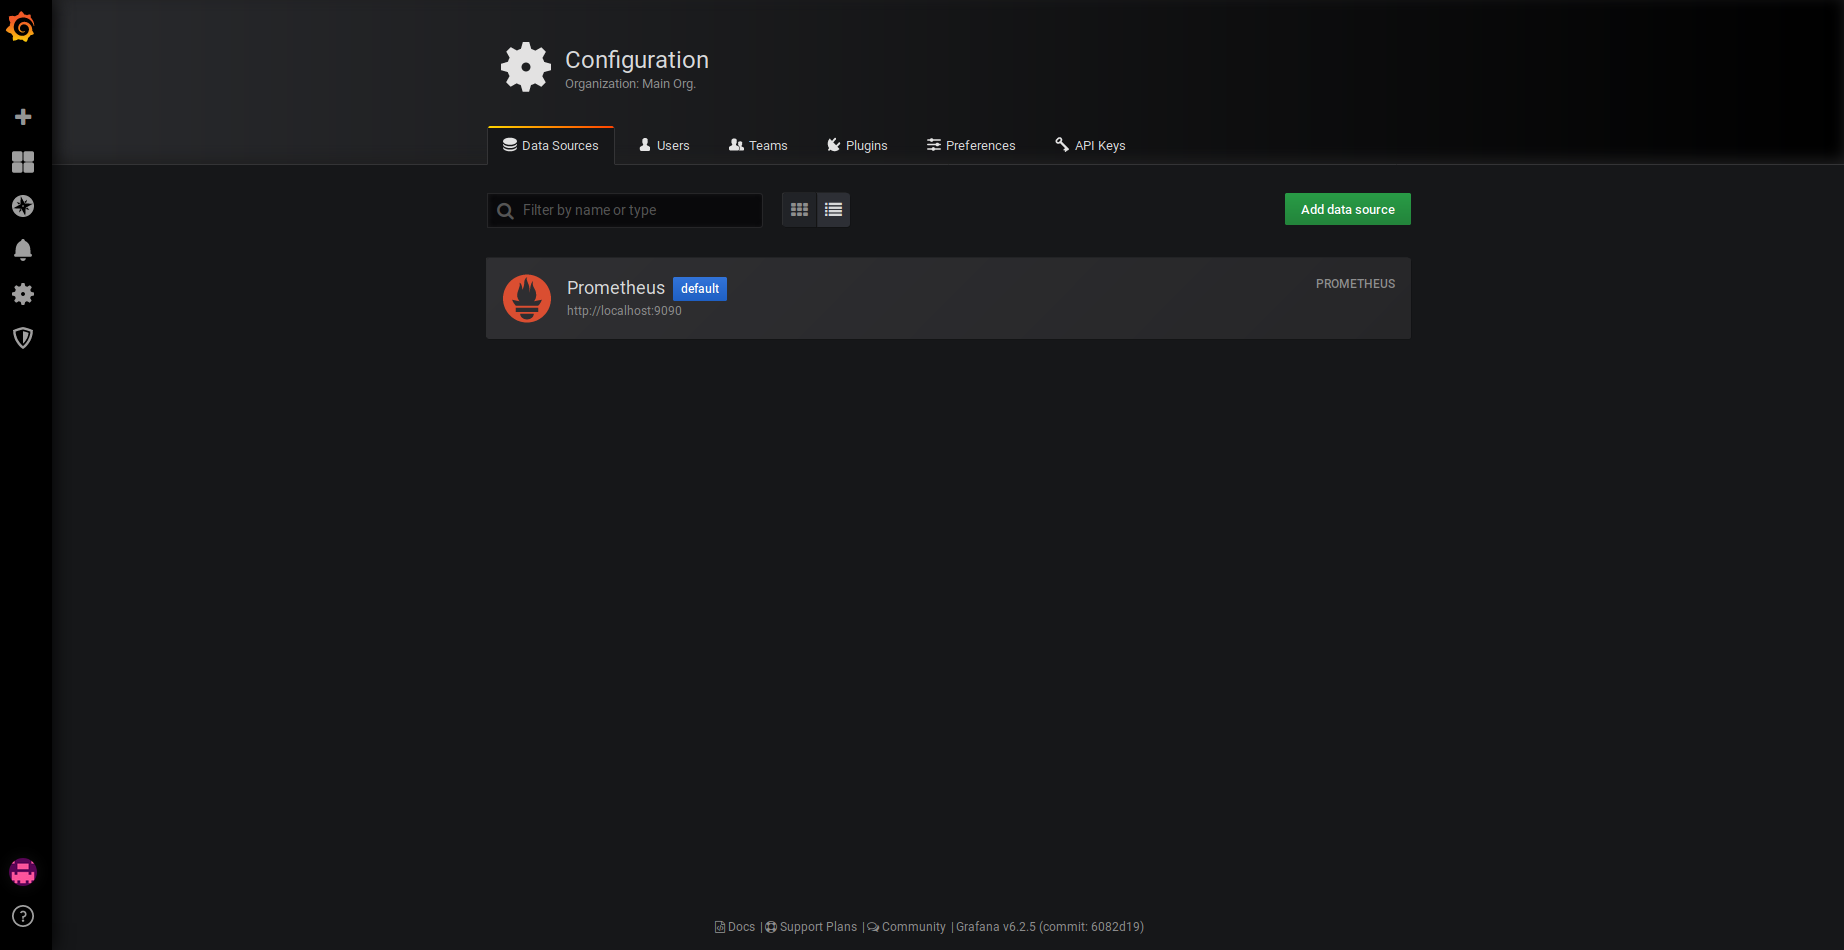 Configuration
Organization: Main Org.
Data Sources
Users
Teams
Plugins
Preferences
API Keys
Filter by name or type
Add data source
Prometheus default
PROMETHEUS
http://localhost:9090
Docs | Support Plans | Community | Grafana v6.2.5 (commit: 6082d19)